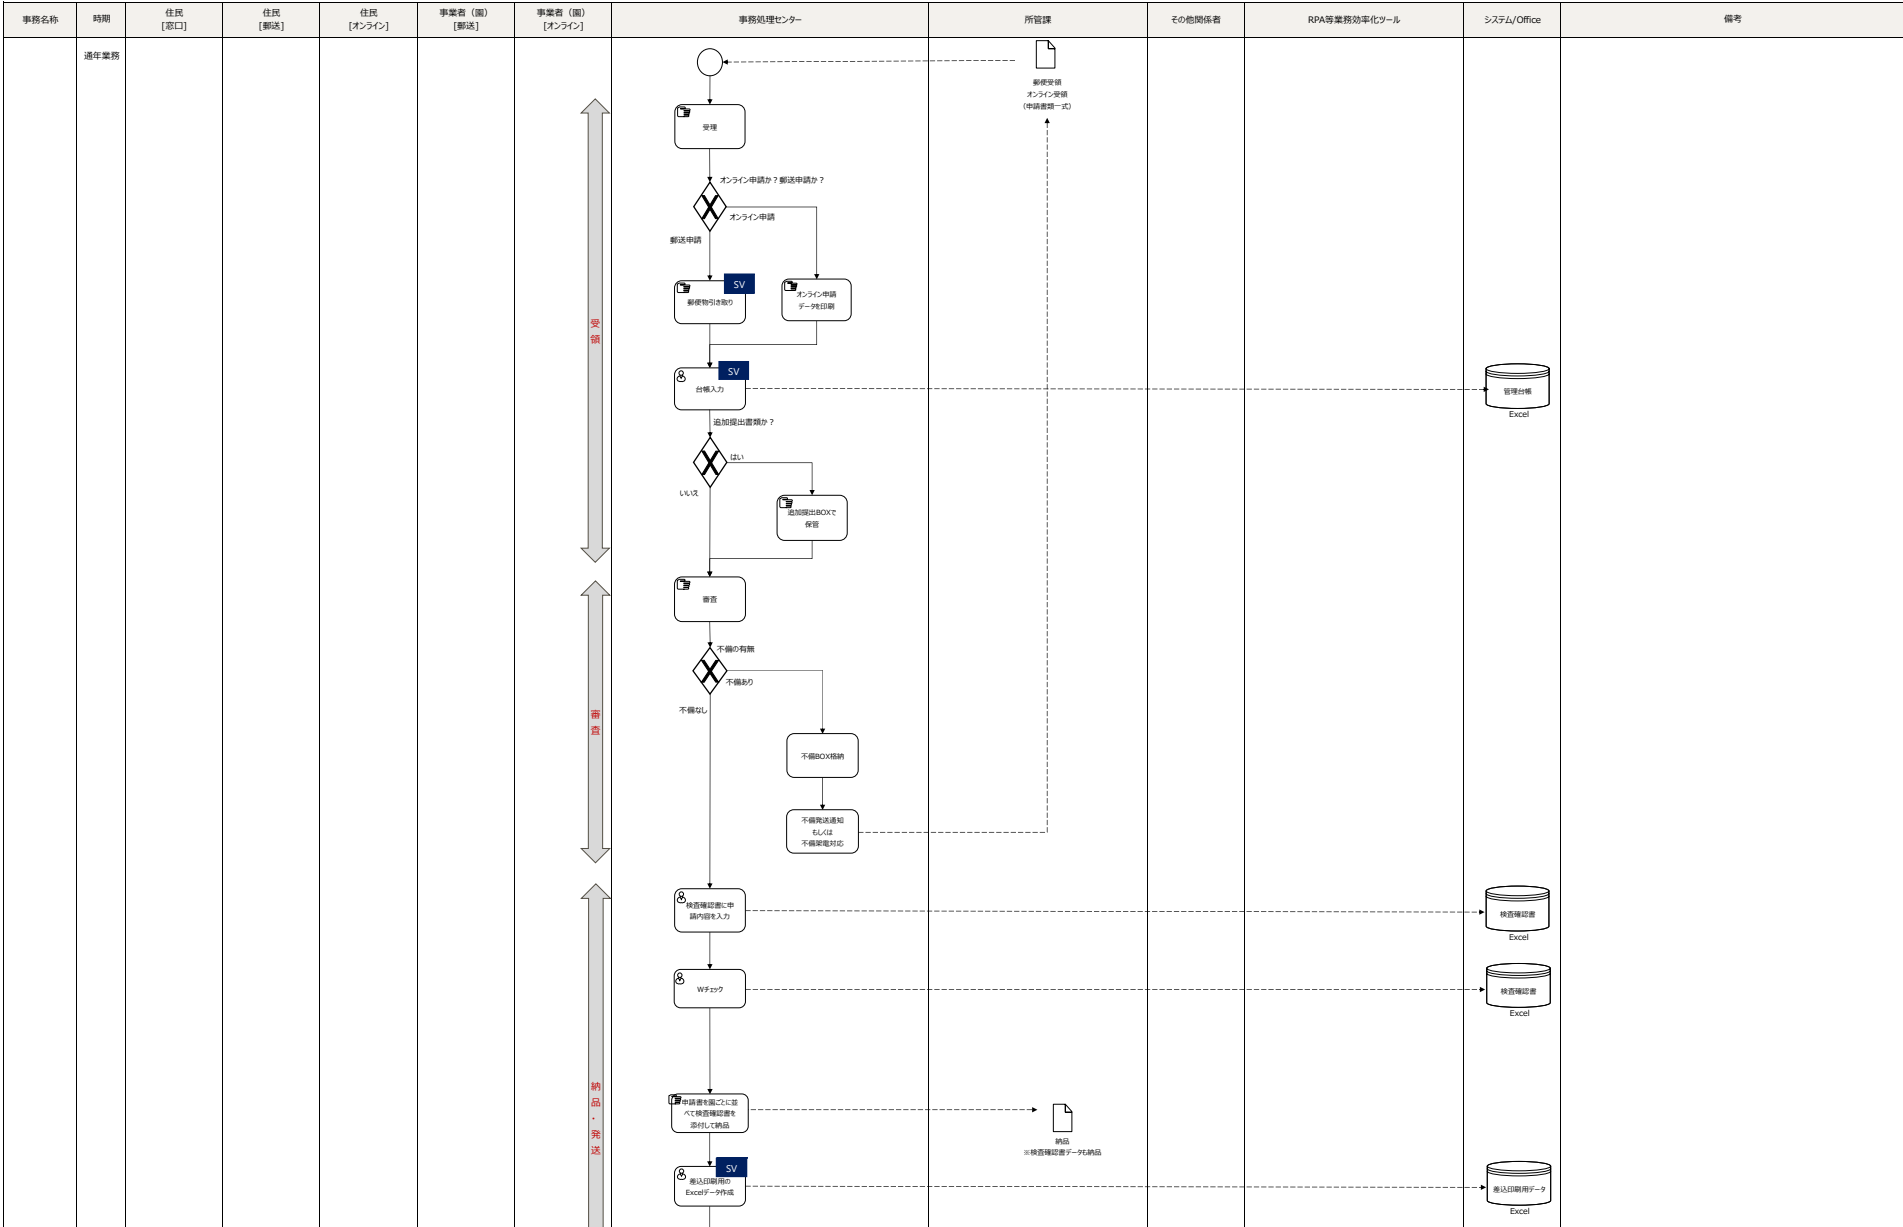 事務名称
時期
住民
[窓口]
住民
[郵送]
住民
[オンライン]
事業者（園）
[郵送]
事業者（園）
[オンライン]
事務処理センター
所管課
その他関係者
RPA等業務効率化ツール
システム/Office
備考
通年業務
郵便受領
オンライン受領
（申請書類一式）
受理
オンライン申請か？郵送申請か？
オンライン申請
郵送申請
SV
郵便物引き取り
オンライン申請
データを印刷
受
領
SV
台帳入力
管理台帳
Excel
追加提出書類か？
はい
いいえ
追加提出BOXで
保管
審査
不備の有無
不備あり
不備なし
審
査
不備BOX格納
不備発送通知
もしくは
不備架電対応
検査確認書に申
請内容を入力
検査確認書
Excel
Wチェック
検査確認書
Excel
納
品
・
発
送
申請書を園ごとに並
べて検査確認書を
添付して納品
納品
※検査確認書データも納品
SV
差込印刷用の
Excelデータ作成
差込印刷用データ
Excel